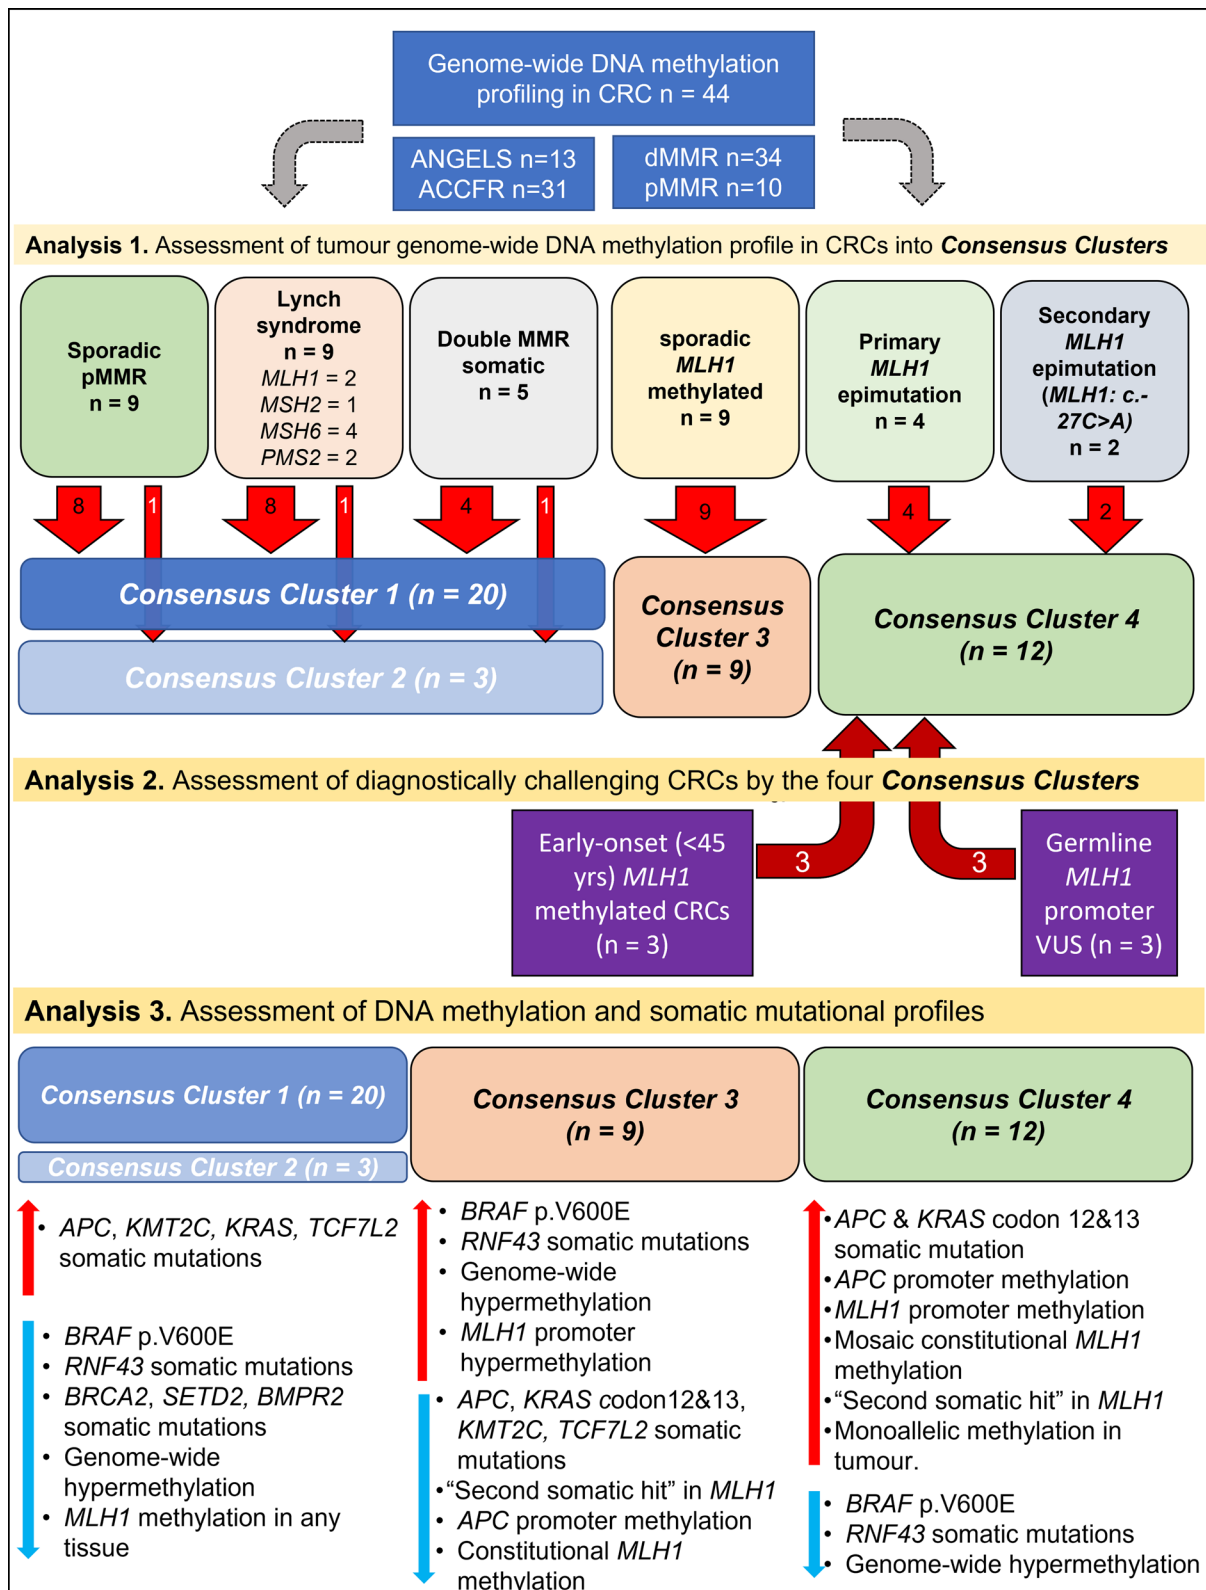 Genome-wide DNA methylation
profiling in CRC n = 44
ANGELS n=13
ACCFR n=31
dMMR n=34
pMMR n=10
Analysis 1. Assessment of tumour genome-wide DNA methylation profile in CRCs into Consensus Clusters
Sporadic
pMMR
n = 9
Lynch
syndrome
n = 9
MLH1 = 2
MSH2 = 1
MSH6 = 4
PMS2 = 2
Double MMR
somatic
n = 5
sporadic
MLH1
methylated
n = 9
Primary
MLH1
epimutation
n = 4
Secondary
MLH1
epimutation
(MLH1: c.-
27C>A)
n = 2
8
1
8
1
4
1
9
4
2
Consensus Cluster 1 (n = 20)
Consensus Cluster 2 (n = 3)
Consensus
Cluster 3
(n = 9)
Consensus Cluster 4
(n = 12)
Analysis 2. Assessment of diagnostically challenging CRCs by the four Consensus Clusters
Early-onset (<45
yrs) MLH1
methylated CRCs
(n = 3)
3
3
Germline
MLH1
promoter
VUS (n = 3)
Analysis 3. Assessment of DNA methylation and somatic mutational profiles
Consensus Cluster 1 (n = 20)
Consensus Cluster 2 (n = 3)
Consensus Cluster 3
(n = 9)
Consensus Cluster 4
(n = 12)
• APC, KMT2C, KRAS, TCF7L2
somatic mutations
• BRAF p.V600E
• RNF43 somatic mutations
• BRCA2, SETD2, BMPR2
somatic mutations
• Genome-wide
hypermethylation
• MLH1 methylation in any
tissue
• BRAF p.V600E
• RNF43 somatic mutations
• Genome-wide
hypermethylation
• MLH1 promoter
hypermethylation
• APC, KRAS codon12&13,
KMT2C, TCF7L2 somatic
mutations
•“Second somatic hit” in MLH1
• APC promoter methylation
• Constitutional MLH1
methylation
•APC & KRAS codon 12&13
somatic mutation
•APC promoter methylation
•MLH1 promoter methylation
•Mosaic constitutional MLH1
methylation
•“Second somatic hit” in MLH1
•Monoallelic methylation in
tumour.
• BRAF p.V600E
• RNF43 somatic mutations
• Genome-wide hypermethylation